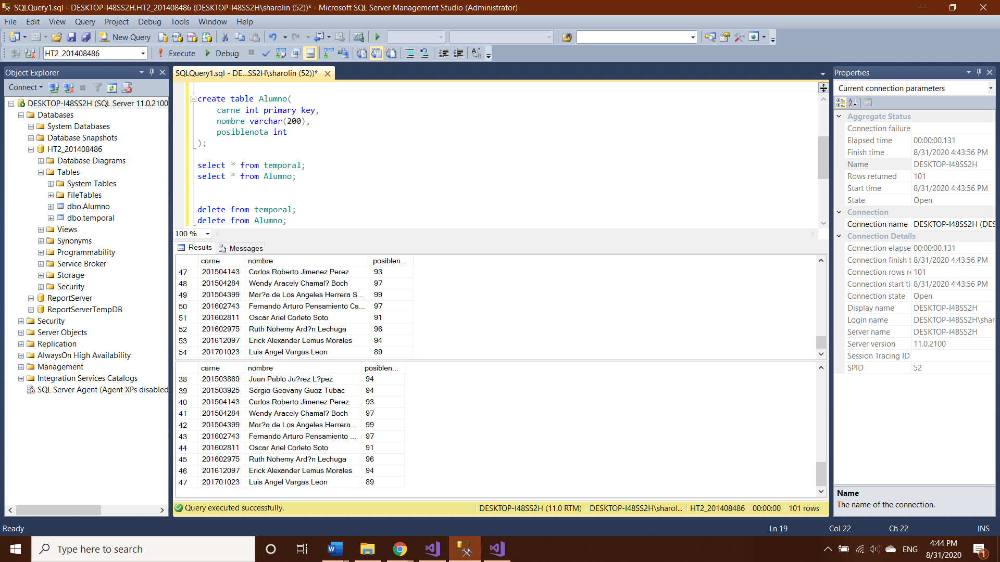 SQLQuery1.sql - DESKTOP-I48SS2H.HT2_201408486 (DESKTOP-I48SS2H\sharolin (52))* - Microsoft SQL Server Management Studio (Administrator)
File Edit View Query Project Debug Tools Window Help
New Query
HT2_201408486 Execute Debug
Object Explorer
Connect
DESKTOP-I48SS2H (SQL Server 11.0.2100
Databases
System Databases
Database Snapshots
HT2_201408486
Database Diagrams
Tables
System Tables
FileTables
dbo.Alumno
dbo.temporal
Views
Synonyms
Programmability
Service Broker
Storage
Security
ReportServer
ReportServerTempDB
Security
Server Objects
Replication
AlwaysOn High Availability
Management
Integration Services Catalogs
SQL Server Agent (Agent XPs disabled
SQLQuery1.sql - DE...SS2H\sharolin (52))*
create table Alumno(
carne int primary key,
nombre varchar(200),
posiblenota int
);
select * from temporal;
select * from Alumno;
delete from temporal;
delete from Alumno;
100 %
Results Messages
carne nombre posiblen...
47 201504143 Carlos Roberto Jimenez Perez 93
48 201504284 Wendy Aracely Chamal? Boch 97
49 201504399 Mar?a de Los Angeles Herrera S... 99
50 201602743 Fernando Arturo Pensamiento Ca... 97
51 201602811 Oscar Ariel Corleto Soto 91
52 201602975 Ruth Nohemy Ard?n Lechuga 96
53 201612097 Erick Alexander Lemus Morales 94
54 201701023 Luis Angel Vargas Leon 89
carne nombre posiblen...
38 201503869 Juan Pablo Ju?rez L?pez 94
39 201503925 Sergio Geovany Guoz Tubac 94
40 201504143 Carlos Roberto Jimenez Perez 93
41 201504284 Wendy Aracely Chamal? Boch 97
42 201504399 Mar?a de Los Angeles Herrera... 99
43 201602743 Fernando Arturo Pensamiento ... 97
44 201602811 Oscar Ariel Corleto Soto 91
45 201602975 Ruth Nohemy Ard?n Lechuga 96
46 201612097 Erick Alexander Lemus Morales 94
47 201701023 Luis Angel Vargas Leon 89
Query executed successfully. DESKTOP-I48SS2H (11.0 RTM) DESKTOP-I48SS2H\sharol... HT2_201408486 00:00:00 101 rows
Properties
Current connection parameters
Aggregate Status
Connection failure
Elapsed time 00:00:00.131
Finish time 8/31/2020 4:43:56 PM
Name DESKTOP-I48SS2H
Rows returned 101
Start time 8/31/2020 4:43:56 PM
State Open
Connection
Connection name DESKTOP-I48SS2H (DES
Connection Details
Connection elapse 00:00:00.131
Connection finish t 8/31/2020 4:43:56 PM
Connection rows re 101
Connection start ti 8/31/2020 4:43:56 PM
Connection state Open
Display name DESKTOP-I48SS2H
Login name DESKTOP-I48SS2H\shar
Server name DESKTOP-I48SS2H
Server version 11.0.2100
Session Tracing ID
SPID 52
Name
The name of the connection.
Ready Ln 19 Col 22 Ch 22 INS
Type here to search
ENG
4:44 PM
8/31/2020
1